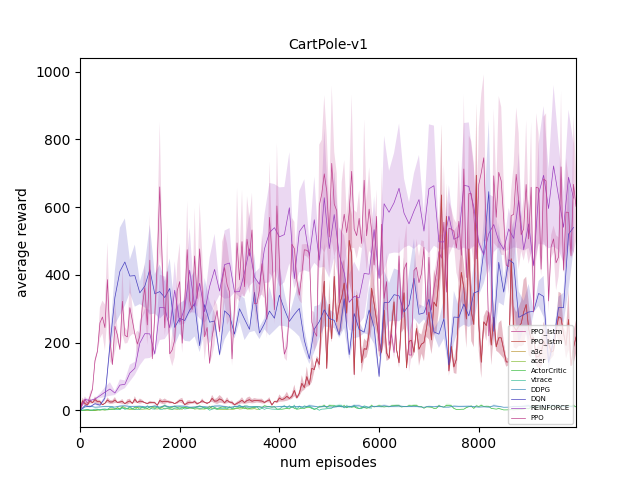 CartPole-v1
average reward
1000
800
600
400
200
0
0 2000 4000 6000 8000
num episodes
PPO_lstm
PPO_lstm
a3c
acer
ActorCritic
vtrace
DDPG
DQN
REINFORCE
PPO